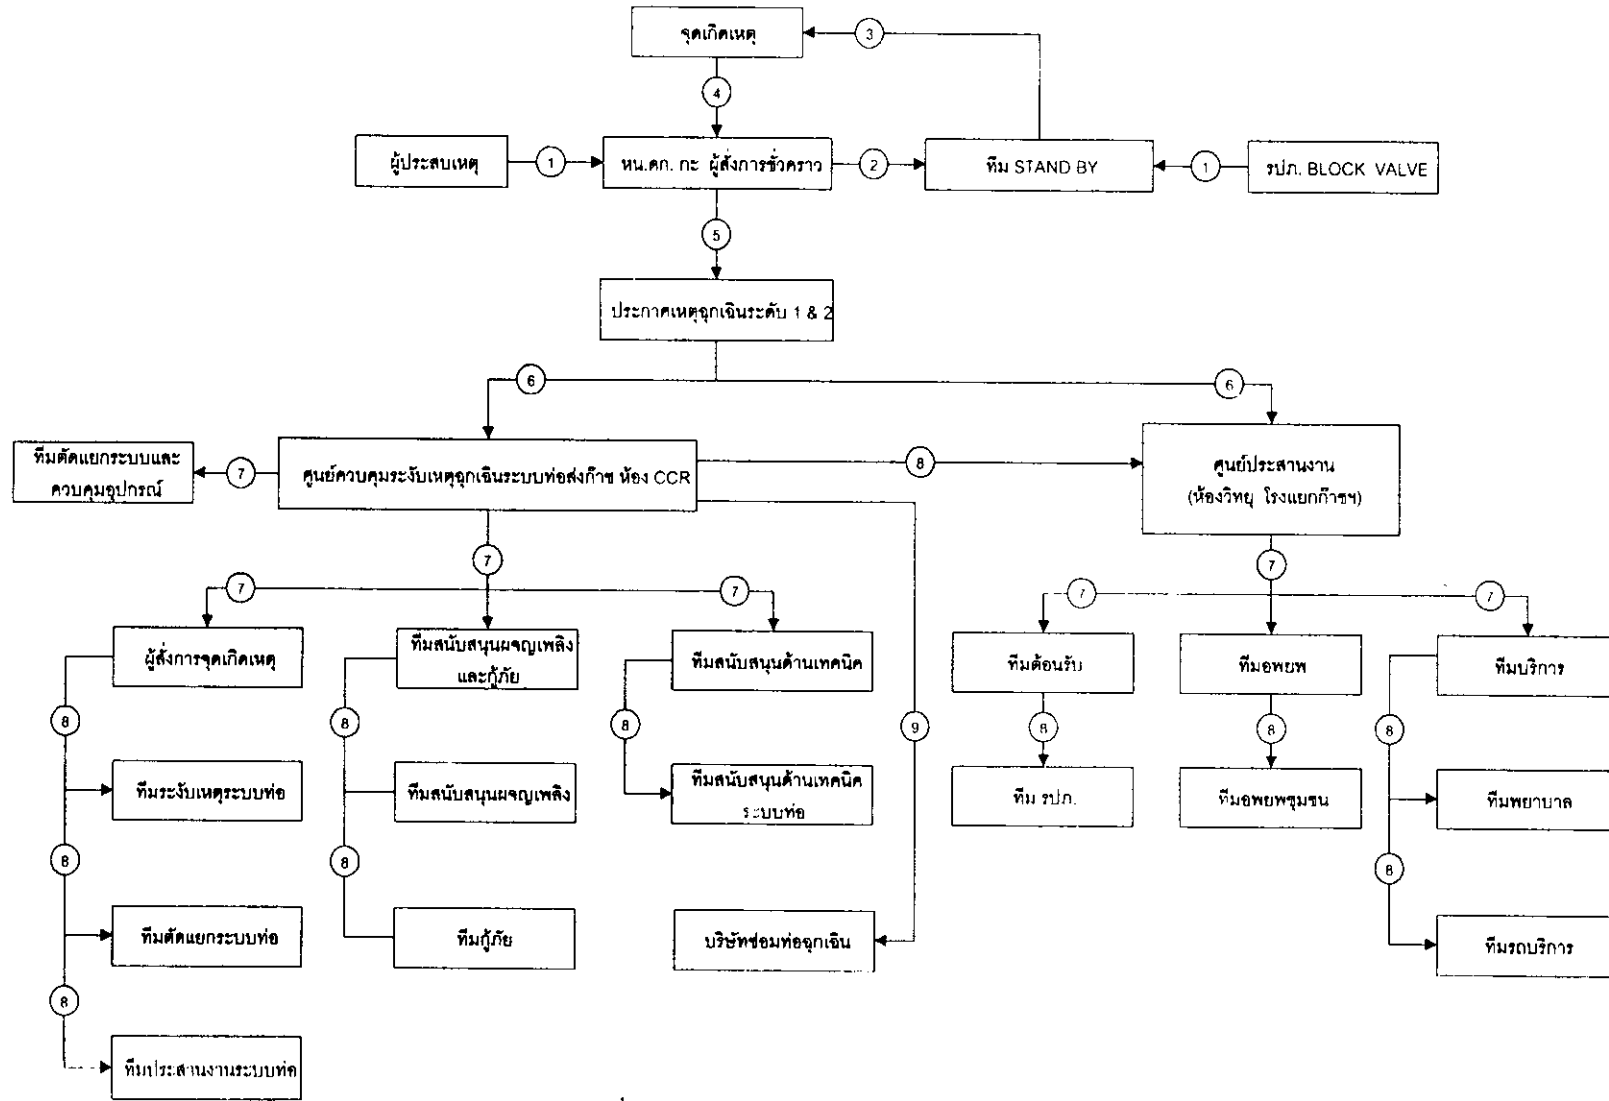 จุดเกิดเหตุ
3
4
ผู้ประสบเหตุ
1
หน.ดก. กะ ผู้สั่งการชั่วคราว
2
ทีม STAND BY
1
รปภ. BLOCK VALVE
5
ประกาศเหตุฉุกเฉินระดับ 1 & 2
6
6
ทีมตัดแยกระบบและ
ควบคุมอุปกรณ์
7
ศูนย์ควบคุมระงับเหตุฉุกเฉินระบบท่อส่งก๊าซ ห้อง CCR
8
ศูนย์ประสานงาน
(ห้องวิทยุ โรงแยกก๊าซฯ)
7
7
7
7
7
7
ผู้สั่งการจุดเกิดเหตุ
ทีมสนับสนุนผจญเพลิง
และกู้ภัย
ทีมสนับสนุนด้านเทคนิค
ทีมต้อนรับ
ทีมอพยพ
ทีมบริการ
8
8
8
9
8
8
8
ทีมระงับเหตุระบบท่อ
ทีมสนับสนุนผจญเพลิง
ทีมสนับสนุนด้านเทคนิค
ระบบท่อ
ทีม รปภ.
ทีมอพยพชุมชน
ทีมพยาบาล
8
8
8
ทีมตัดแยกระบบท่อ
ทีมกู้ภัย
บริษัทซ่อมท่อฉุกเฉิน
ทีมรถบริการ
8
ทีมประสานงานระบบท่อ